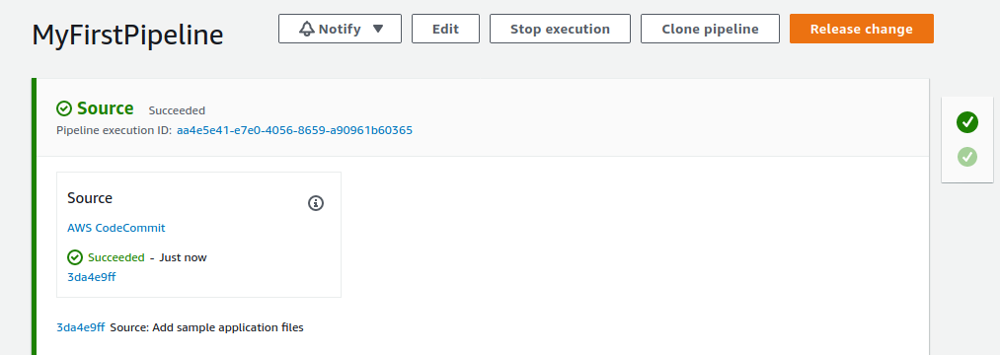 MyFirstPipeline
Notify
Edit
Stop execution
Clone pipeline
Release change
Source Succeeded
Pipeline execution ID: aa4e5e41-e7e0-4056-8659-a90961b60365
Source
AWS CodeCommit
Succeeded - Just now
3da4e9ff
3da4e9ff Source: Add sample application files